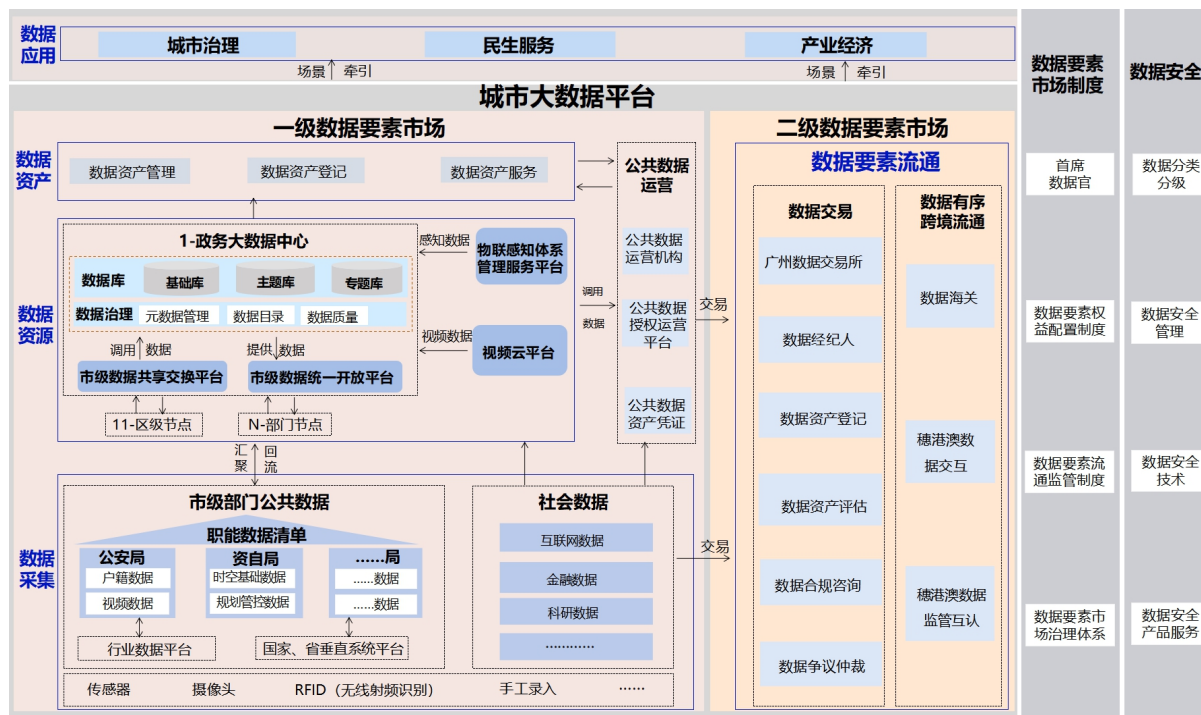 数据
应用
城市治理
民生服务
产业经济
场景 牵引
场景 牵引
城市大数据平台
一级数据要素市场
数据
资产
数据资产管理
数据资产登记
数据资产服务
公共数据
运营
公共数据
运营机构
公共数据
授权运营
平台
公共数据
资产凭证
数据
资源
1-政务大数据中心
数据库
基础库
主题库
专题库
数据治理
元数据管理
数据目录
数据质量
调用 数据
提供 数据
市级数据共享交换平台
市级数据统一开放平台
11-区级节点
N-部门节点
感知数据
物联感知体系
管理服务平台
视频数据
视频云平台
调用
数据
汇聚
回流
数据
采集
市级部门公共数据
职能数据清单
公安局
户籍数据
视频数据
资自局
时空基础数据
规划管控数据
……局
……数据
……数据
行业数据平台
国家、省垂直系统平台
社会数据
互联网数据
金融数据
科研数据
…………
传感器
摄像头
RFID（无线射频识别）
手工录入
……
交易
交易
二级数据要素市场
数据要素流通
数据交易
广州数据交易所
数据经纪人
数据资产登记
数据资产评估
数据合规咨询
数据争议仲裁
数据有序
跨境流通
数据海关
穗港澳数
据交互
穗港澳数据
监管互认
数据要素
市场制度
首席
数据官
数据要素权
益配置制度
数据要素流
通监管制度
数据要素市
场治理体系
数据安全
数据分类
分级
数据安全
管理
数据安全
技术
数据安全
产品服务